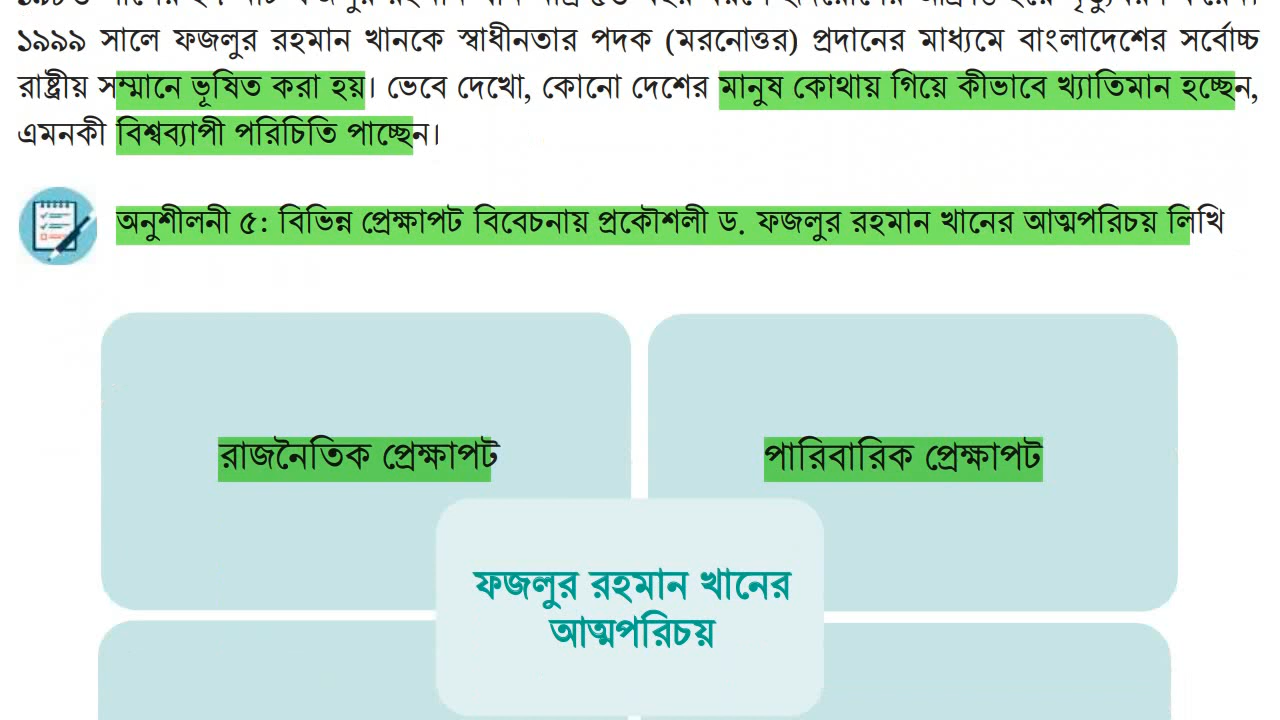 ১৯৯৯ সালে ফজলুর রহমান খানকে স্বাধীনতার পদক (মরনোত্তর) প্রদানের মাধ্যমে বাংলাদেশের সর্বোচ্চ
রাষ্ট্রীয় সম্মানে ভূষিত করা হয়। ভেবে দেখো, কোনো দেশের মানুষ কোথায় গিয়ে কীভাবে খ্যাতিমান হচ্ছেন,
এমনকী বিশ্বব্যাপী পরিচিতি পাচ্ছেন।
অনুশীলনী ৫: বিভিন্ন প্রেক্ষাপট বিবেচনায় প্রকৌশলী ড. ফজলুর রহমান খানের আত্মপরিচয় লিখি
রাজনৈতিক প্রেক্ষাপট
পারিবারিক প্রেক্ষাপট
ফজলুর রহমান খানের
আত্মপরিচয়